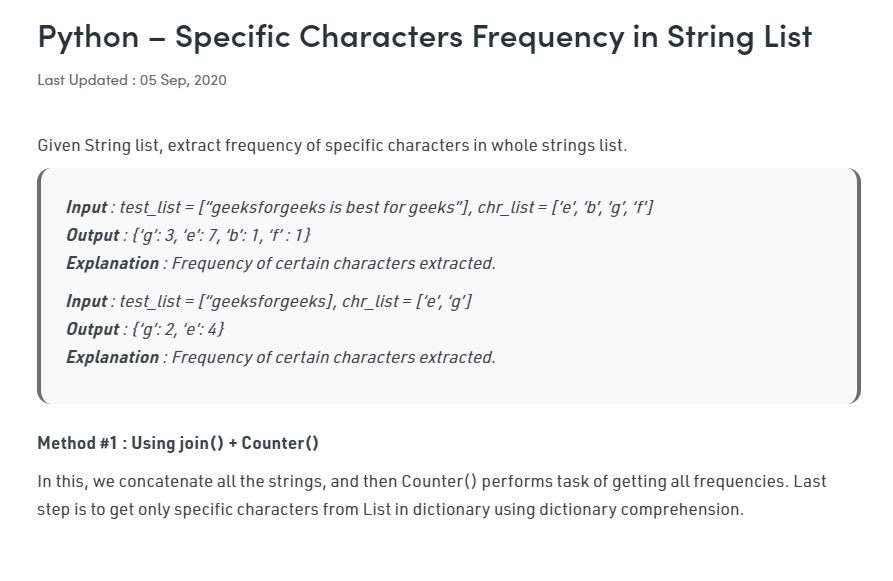 Python – Specific Characters Frequency in String List
Last Updated : 05 Sep, 2020
Given String list, extract frequency of specific characters in whole strings list.
Input : test_list = [“geeksforgeeks is best for geeks”], chr_list = [‘e’, ‘b’, ‘g’, ‘f’]
Output : {‘g’: 3, ‘e’: 7, ‘b’: 1, ‘f’ : 1}
Explanation : Frequency of certain characters extracted.
Input : test_list = [“geeksforgeeks], chr_list = [‘e’, ‘g’]
Output : {‘g’: 2, ‘e’: 4}
Explanation : Frequency of certain characters extracted.
Method #1 : Using join() + Counter()
In this, we concatenate all the strings, and then Counter() performs task of getting all frequencies. Last
step is to get only specific characters from List in dictionary using dictionary comprehension.